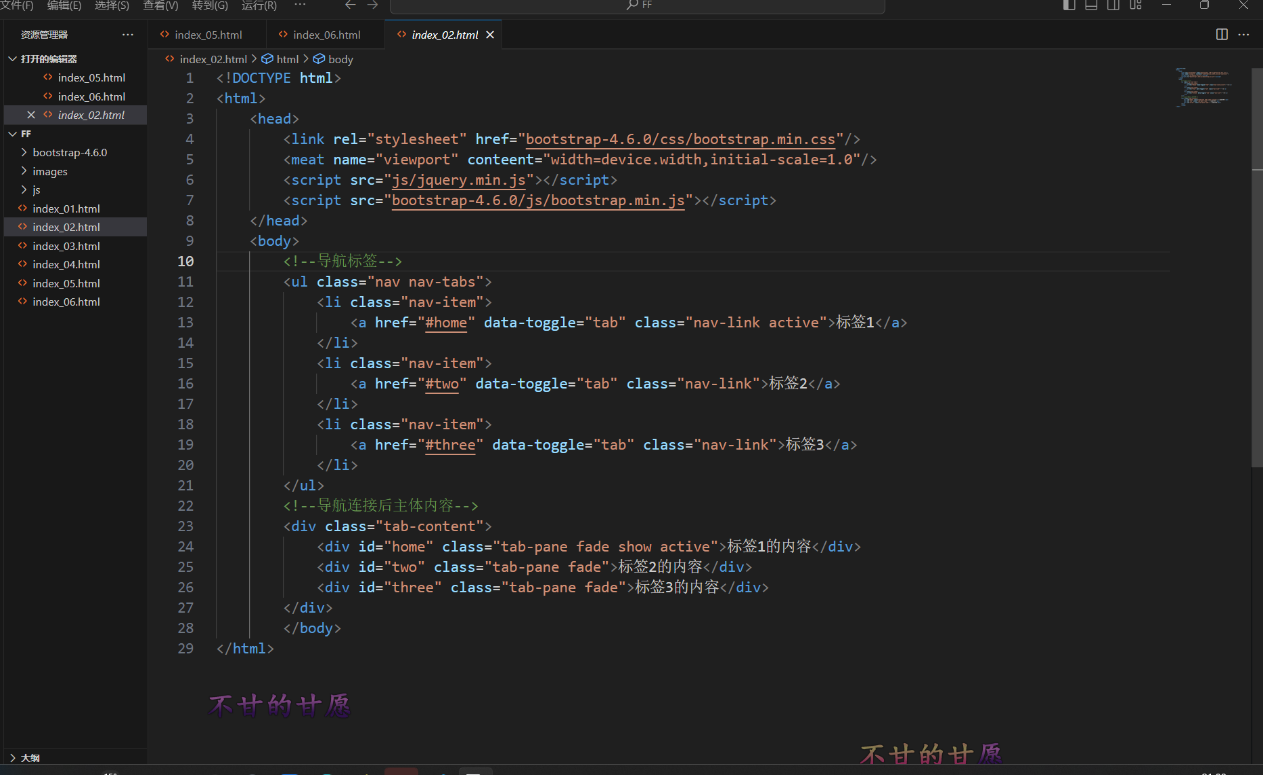 文件(F) 编辑(E) 选择(S) 查看(V) 转到(G) 运行(R) ··· FF
资源管理器 ···
index_05.html index_06.html index_02.html
打开的编辑器
index_05.html
index_06.html
index_02.html
FF
bootstrap-4.6.0
images
js
index_01.html
index_02.html
index_03.html
index_04.html
index_05.html
index_06.html
大纲
index_02.html > html > body
1 <!DOCTYPE html>
2 <html>
3 <head>
4 <link rel="stylesheet" href="bootstrap-4.6.0/css/bootstrap.min.css"/>
5 <meat name="viewport" conteent="width=device.width,initial-scale=1.0"/>
6 <script src="js/jquery.min.js"></script>
7 <script src="bootstrap-4.6.0/js/bootstrap.min.js"></script>
8 </head>
9 <body>
10 <!--导航标签-->
11 <ul class="nav nav-tabs">
12 <li class="nav-item">
13 <a href="#home" data-toggle="tab" class="nav-link active">标签1</a>
14 </li>
15 <li class="nav-item">
16 <a href="#two" data-toggle="tab" class="nav-link">标签2</a>
17 </li>
18 <li class="nav-item">
19 <a href="#three" data-toggle="tab" class="nav-link">标签3</a>
20 </li>
21 </ul>
22 <!--导航连接后主体内容-->
23 <div class="tab-content">
24 <div id="home" class="tab-pane fade show active">标签1的内容</div>
25 <div id="two" class="tab-pane fade">标签2的内容</div>
26 <div id="three" class="tab-pane fade">标签3的内容</div>
27 </div>
28 </body>
29 </html>
不甘的甘愿
不甘的甘愿